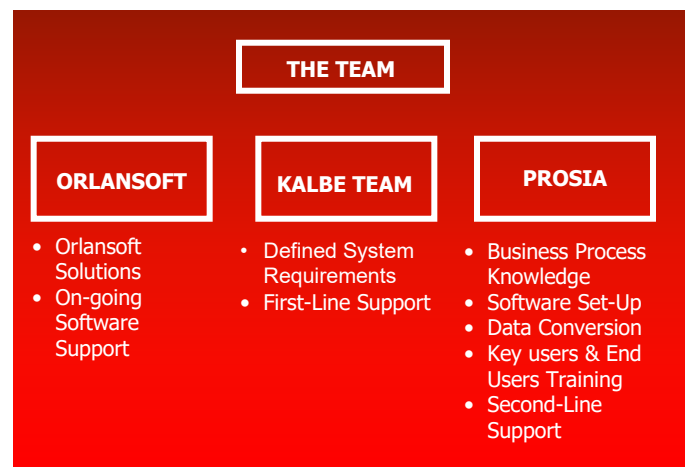 THE TEAM
ORLANSOFT
• Orlansoft
Solutions
• On-going
Software
Support
KALBE TEAM
• Defined System
Requirements
• First-Line Support
PROSIA
• Business Process
Knowledge
• Software Set-Up
• Data Conversion
• Key users & End
Users Training
• Second-Line
Support